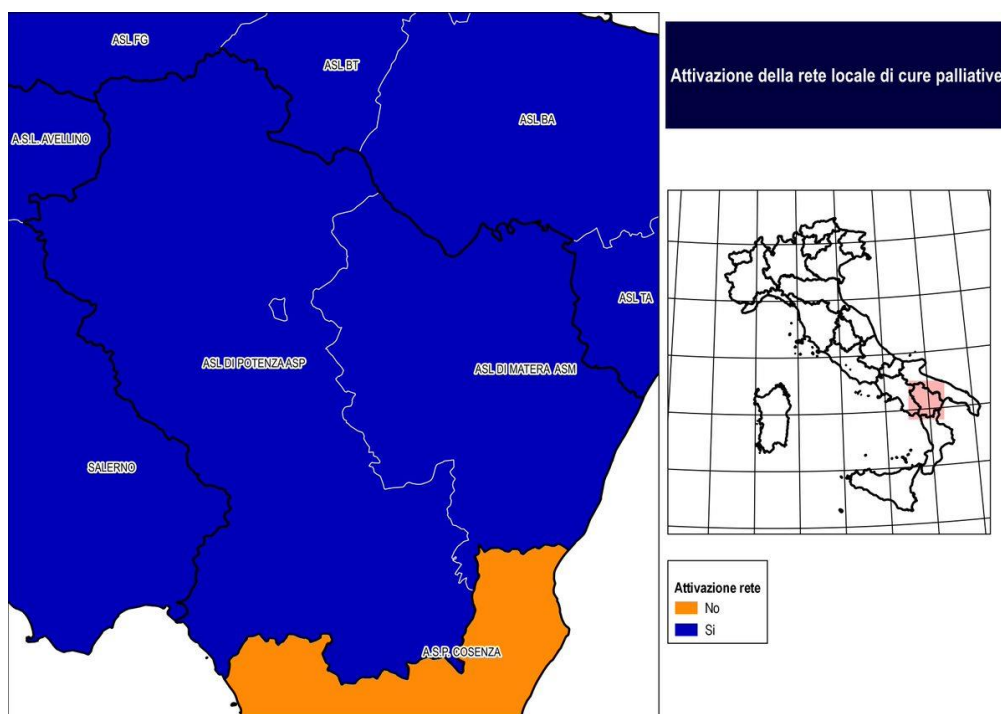 ASL FG
ASL BT
A.S.L. AVELLINO
ASL BA
ASL TA
ASL DI POTENZA ASP
ASL DI MATERA ASM
SALERNO
A.S.P. COSENZA
Attivazione della rete locale di cure palliative
Attivazione rete
No
Si